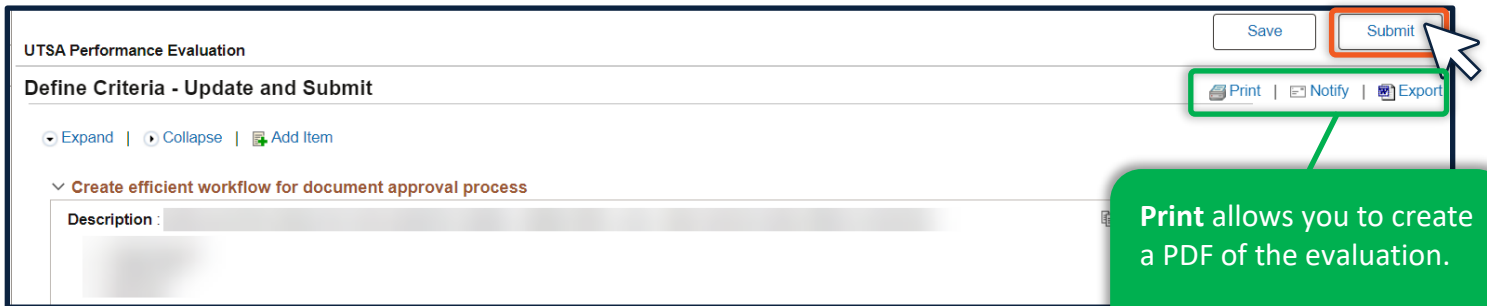 Save
Submit
UTSA Performance Evaluation
Define Criteria - Update and Submit
Print | Notify | Export
Expand | Collapse | Add Item
Create efficient workflow for document approval process
Description :
Print allows you to create
a PDF of the evaluation.